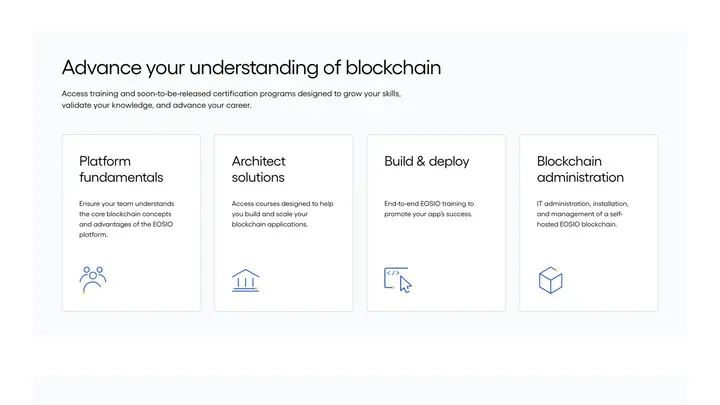 Advance your understanding of blockchain
Access training and soon-to-be-released certification programs designed to grow your skills,
validate your knowledge, and advance your career.
Platform
fundamentals
Ensure your team understands
the core blockchain concepts
and advantages of the EOSIO
platform.
Architect
solutions
Access courses designed to help
you build and scale your
blockchain applications.
Build & deploy
End-to-end EOSIO training to
promote your app's success.
Blockchain
administration
IT administration, installation,
and management of a self-
hosted EOSIO blockchain.